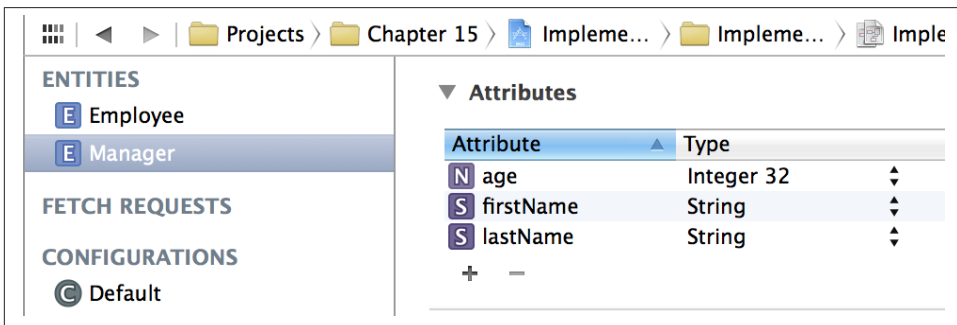 Projects Chapter 15 Impleme... Impleme... Imple
ENTITIES
E Employee
E Manager
FETCH REQUESTS
CONFIGURATIONS
C Default
Attributes
Attribute Type
N age Integer 32
S firstName String
S lastName String
+ −